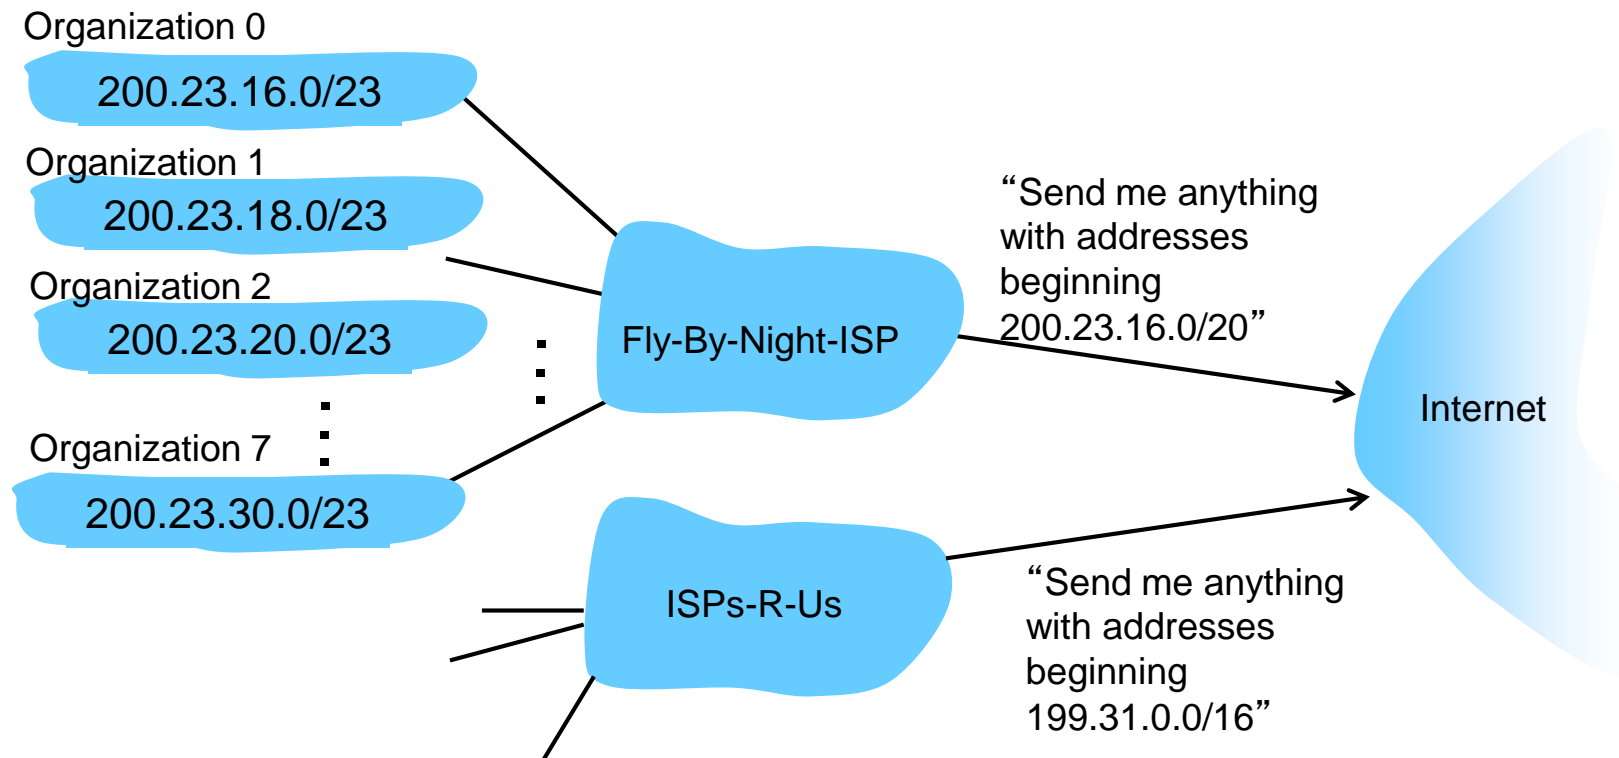 Organization 0
200.23.16.0/23
Organization 1
200.23.18.0/23
Organization 2
200.23.20.0/23
Organization 7
200.23.30.0/23
Fly-By-Night-ISP
“Send me anything
with addresses
beginning
200.23.16.0/20”
Internet
ISPs-R-Us
“Send me anything
with addresses
beginning
199.31.0.0/16”